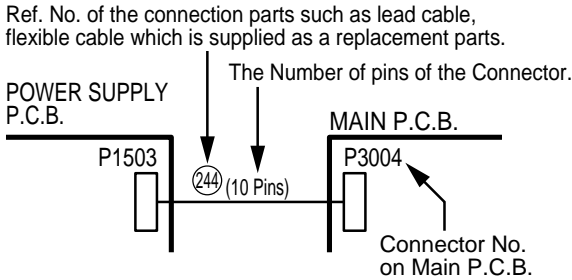 Ref. No. of the connection parts such as lead cable,
flexible cable which is supplied as a replacement parts.
The Number of pins of the Connector.
POWER SUPPLY
P.C.B.
MAIN P.C.B.
P1503
244
(10 Pins)
P3004
Connector No.
on Main P.C.B.